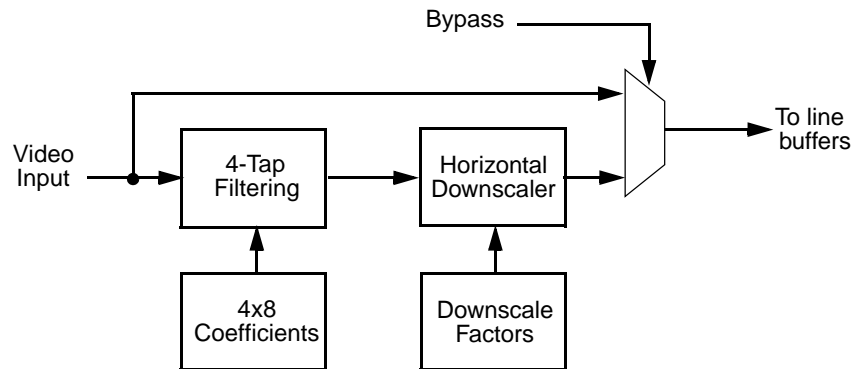 Bypass
To line
buffers
Video
Input
4-Tap
Filtering
Horizontal
Downscaler
4x8
Coefficients
Downscale
Factors